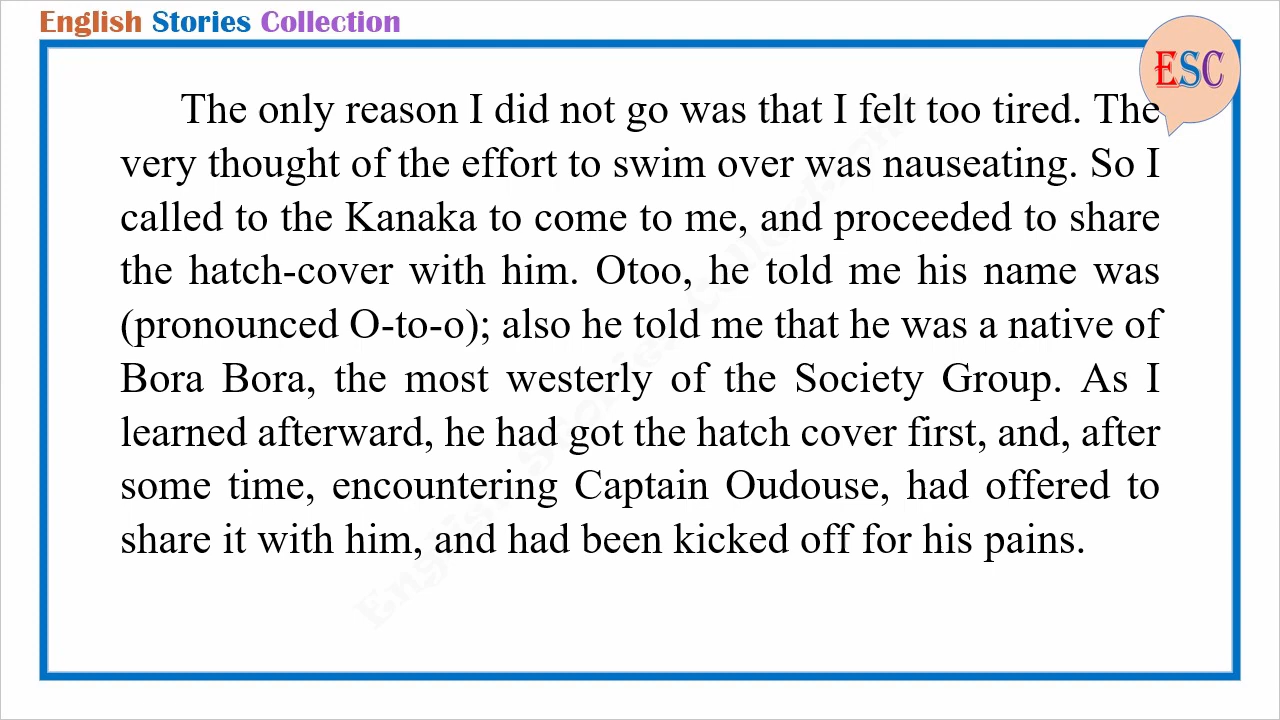 English Stories Collection
ESC
The only reason I did not go was that I felt too tired. The
very thought of the effort to swim over was nauseating. So I
called to the Kanaka to come to me, and proceeded to share
the hatch-cover with him. Otoo, he told me his name was
(pronounced O-to-o); also he told me that he was a native of
Bora Bora, the most westerly of the Society Group. As I
learned afterward, he had got the hatch cover first, and, after
some time, encountering Captain Oudouse, had offered to
share it with him, and had been kicked off for his pains.
English Stories Collection